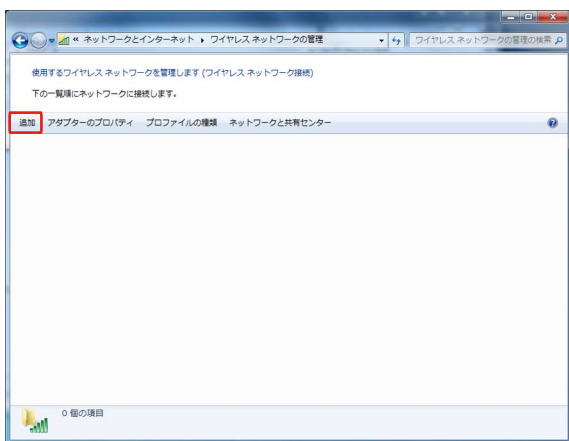 « ネットワークとインターネット ▸ ワイヤレス ネットワークの管理
ワイヤレス ネットワークの管理の検索
使用するワイヤレス ネットワークを管理します (ワイヤレス ネットワーク接続)
下の一覧順にネットワークに接続します。
追加 アダプターのプロパティ プロファイルの種類 ネットワークと共有センター
0 個の項目